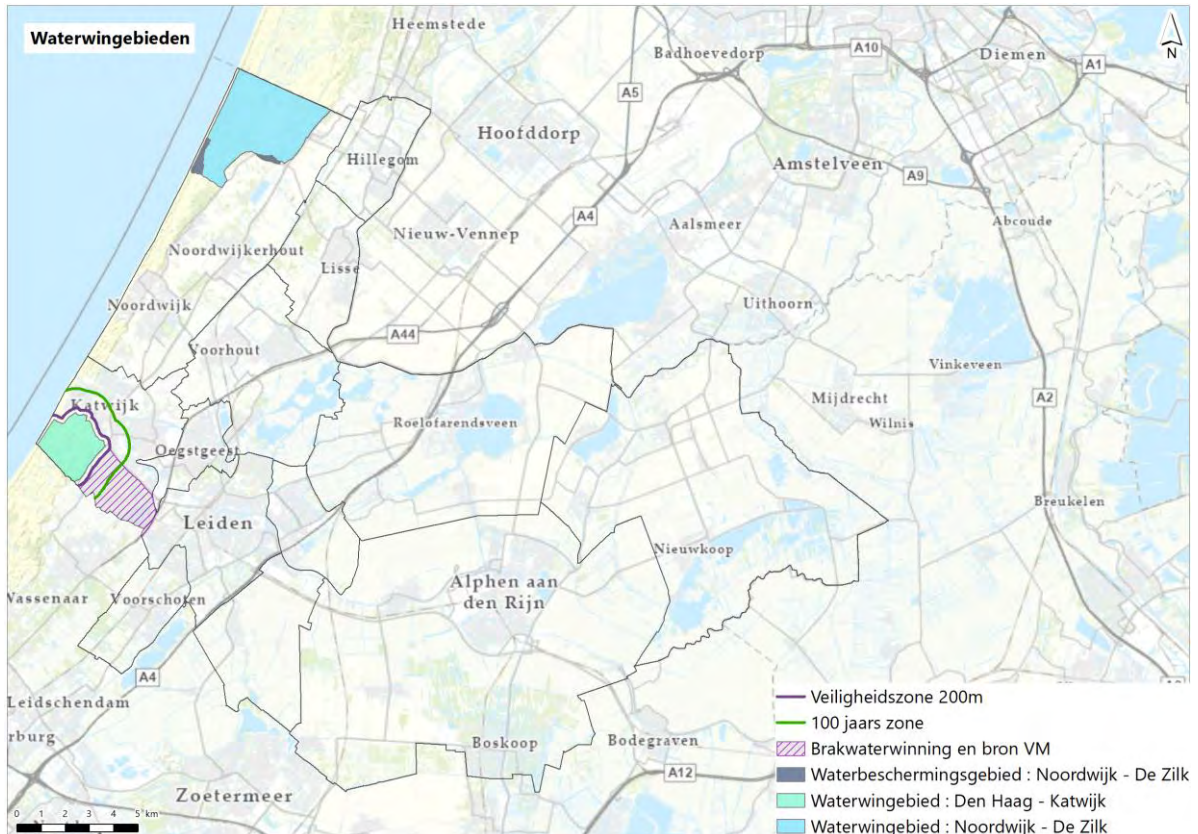 Waterwingebieden
Heemstede
Badhoevedorp
A10
Diemen
N
A1
A5
Hoofddorp
Hillegom
Amstelveen
A9
A4
Aalsmeer
Abcoude
Nieuw-Vennep
Noordwijkerhout
Lisse
Noordwijk
Uithoorn
A44
Voorhout
Vinkeveen
Katwijk
Mijdrecht
A2
Roelofarendsveen
Wilnis
Oegstgeest
Breukelen
Leiden
Nieuwkoop
Alphen aan
den Rijn
Wassenaar
Voorschoten
A4
Leidschendam
rburg
Boskoop
Bodegraven
A12
Zoetermeer
0 1 2 3 4 5 km
Veiligheidszone 200m
100 jaars zone
Brakwaterwinning en bron VM
Waterbeschermingsgebied : Noordwijk - De Zilk
Waterwingebied : Den Haag - Katwijk
Waterwingebied : Noordwijk - De Zilk